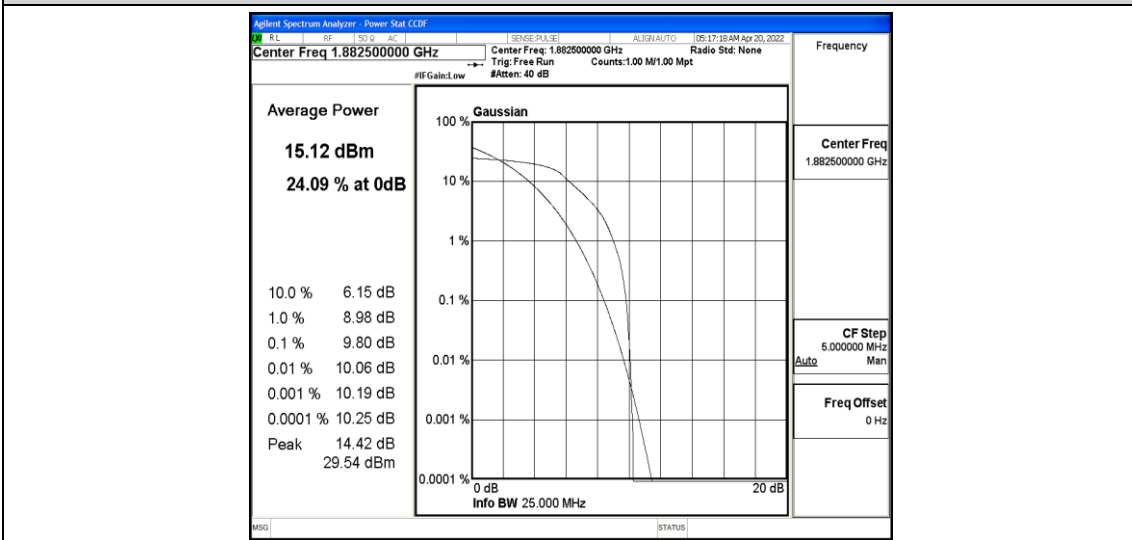 Agilent Spectrum Analyzer - Power Stat CCDF
LXI RL RF 50 Ω AC SENSE:PULSE ALIGN AUTO 05:17:18 AM Apr 20, 2022
Center Freq 1.882500000 GHz
Center Freq: 1.882500000 GHz Radio Std: None
Trig: Free Run Counts:1.00 M/1.00 Mpt
#IFGain:Low #Atten: 40 dB
Frequency
Average Power
15.12 dBm
24.09 % at 0dB
10.0 % 6.15 dB
1.0 % 8.98 dB
0.1 % 9.80 dB
0.01 % 10.06 dB
0.001 % 10.19 dB
0.0001 % 10.25 dB
Peak 14.42 dB
29.54 dBm
Gaussian
100 %
10 %
1 %
0.1 %
0.01 %
0.001 %
0.0001 %
0 dB 20 dB
Info BW 25.000 MHz
Center Freq
1.882500000 GHz
CF Step
5.000000 MHz
Auto Man
Freq Offset
0 Hz
MSG STATUS